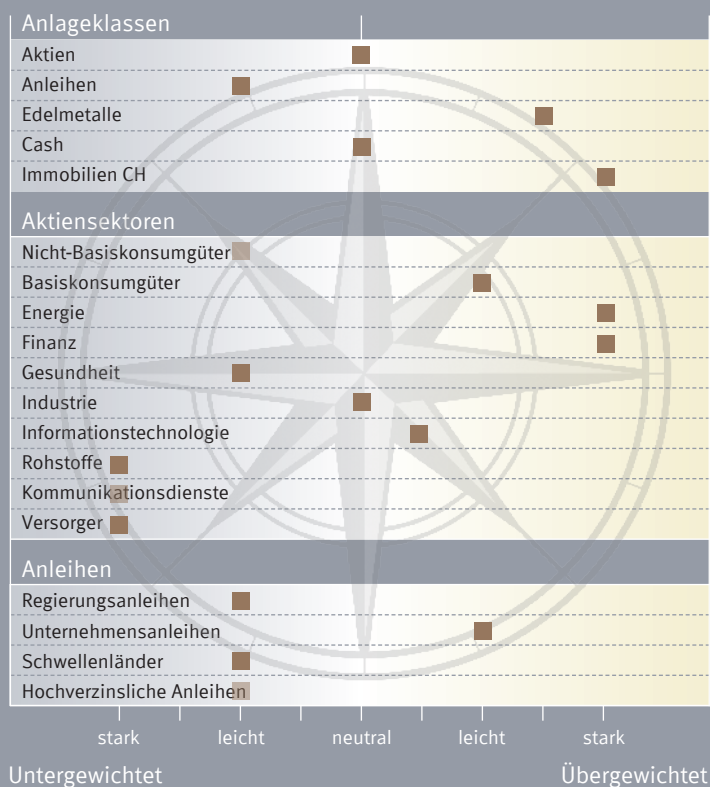 Anlageklassen
Aktien
Anleihen
Edelmetalle
Cash
Immobilien CH
Aktiensektoren
Nicht-Basiskonsumgüter
Basiskonsumgüter
Energie
Finanz
Gesundheit
Industrie
Informationstechnologie
Rohstoffe
Kommunikationsdienste
Versorger
Anleihen
Regierungsanleihen
Unternehmensanleihen
Schwellenländer
Hochverzinsliche Anleihen
stark leicht neutral leicht stark
Untergewichtet Übergewichtet